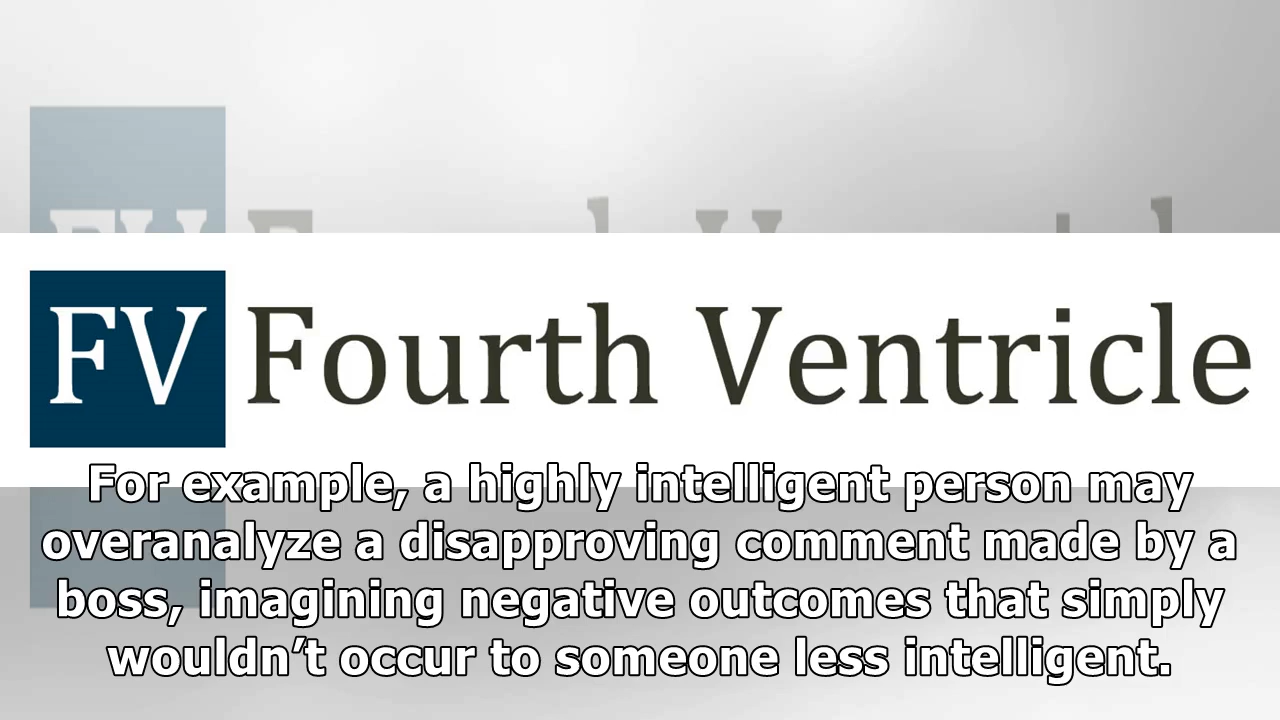 FV Fourth Ventricle
For example, a highly intelligent person may
overanalyze a disapproving comment made by a
boss, imagining negative outcomes that simply
wouldn’t occur to someone less intelligent.